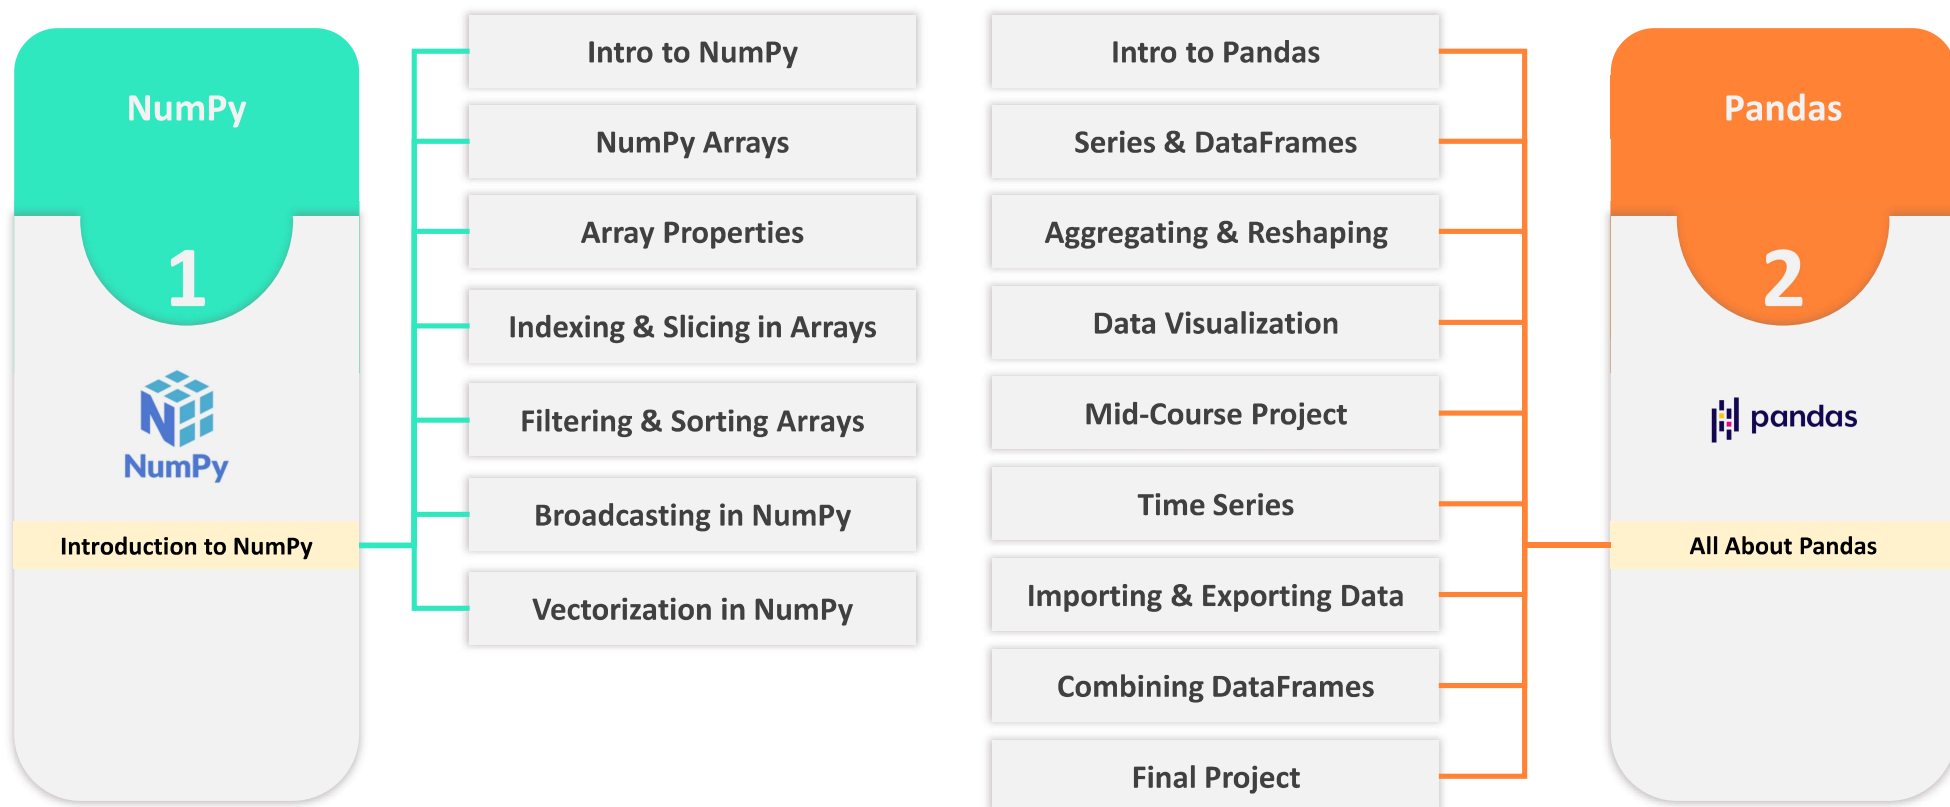 NumPy
1
NumPy
Introduction to NumPy
Intro to NumPy
NumPy Arrays
Array Properties
Indexing & Slicing in Arrays
Filtering & Sorting Arrays
Broadcasting in NumPy
Vectorization in NumPy
Intro to Pandas
Series & DataFrames
Aggregating & Reshaping
Data Visualization
Mid-Course Project
Time Series
Importing & Exporting Data
Combining DataFrames
Final Project
Pandas
2
pandas
All About Pandas